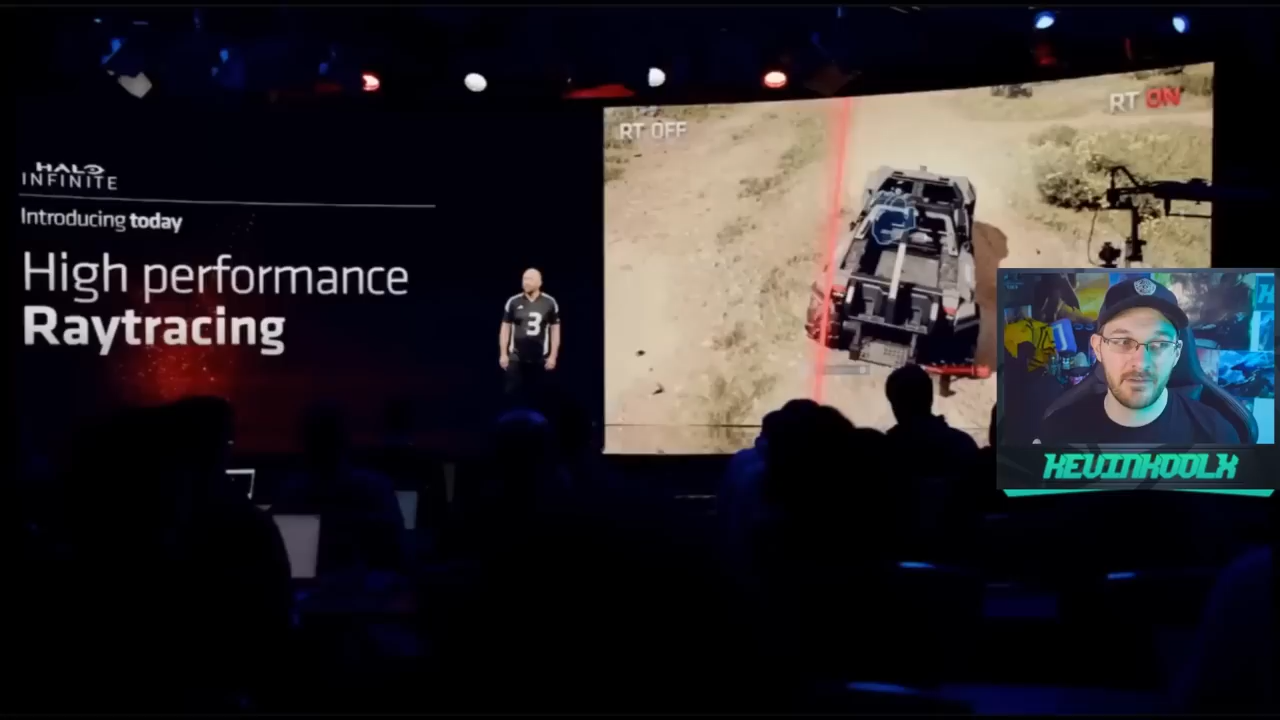 HALO
INFINITE
Introducing today
High performance
Raytracing
3
RT OFF
RT ON
KEVINKOOLX